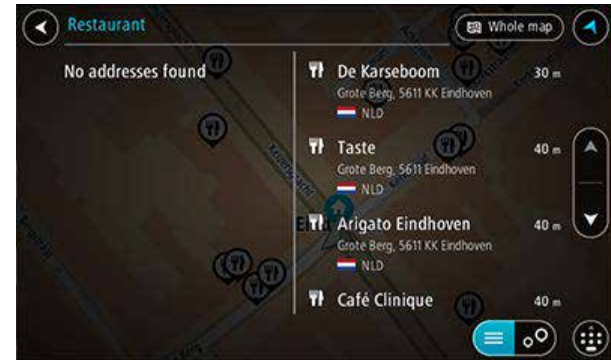 Restaurant
Whole map
No addresses found
De Karseboom
30 m
Grote Berg, 5611 KK Eindhoven
NLD
Taste
40 m
Grote Berg, 5611 Eindhoven
NLD
Arigato Eindhoven
40 m
Grote Berg, 5611 KK Eindhoven
NLD
Café Clinique
40 m